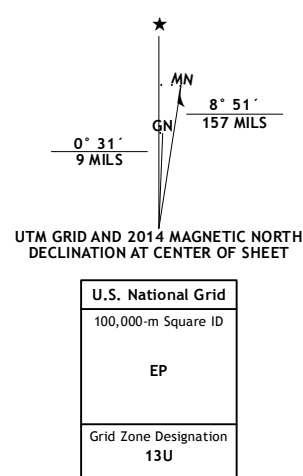 MN
GN
8° 51´
157 MILS
0° 31´
9 MILS
UTM GRID AND 2014 MAGNETIC NORTH
DECLINATION AT CENTER OF SHEET
U.S. National Grid
100,000-m Square ID
EP
Grid Zone Designation
13U